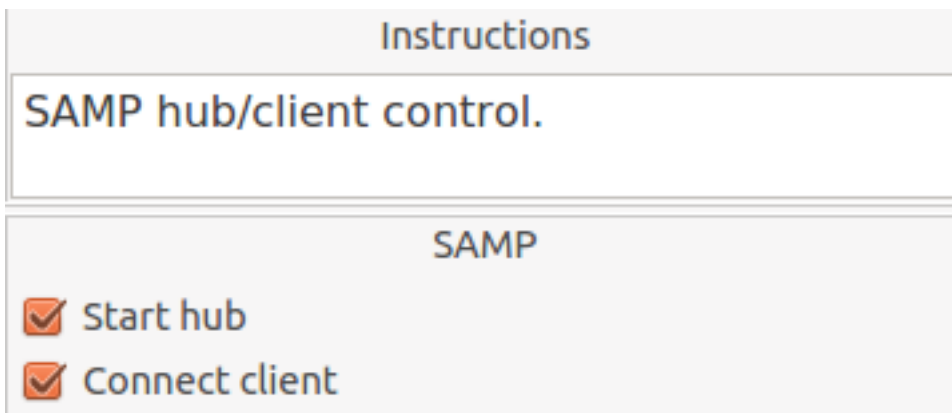 Instructions
SAMP hub/client control.
SAMP
Start hub
Connect client